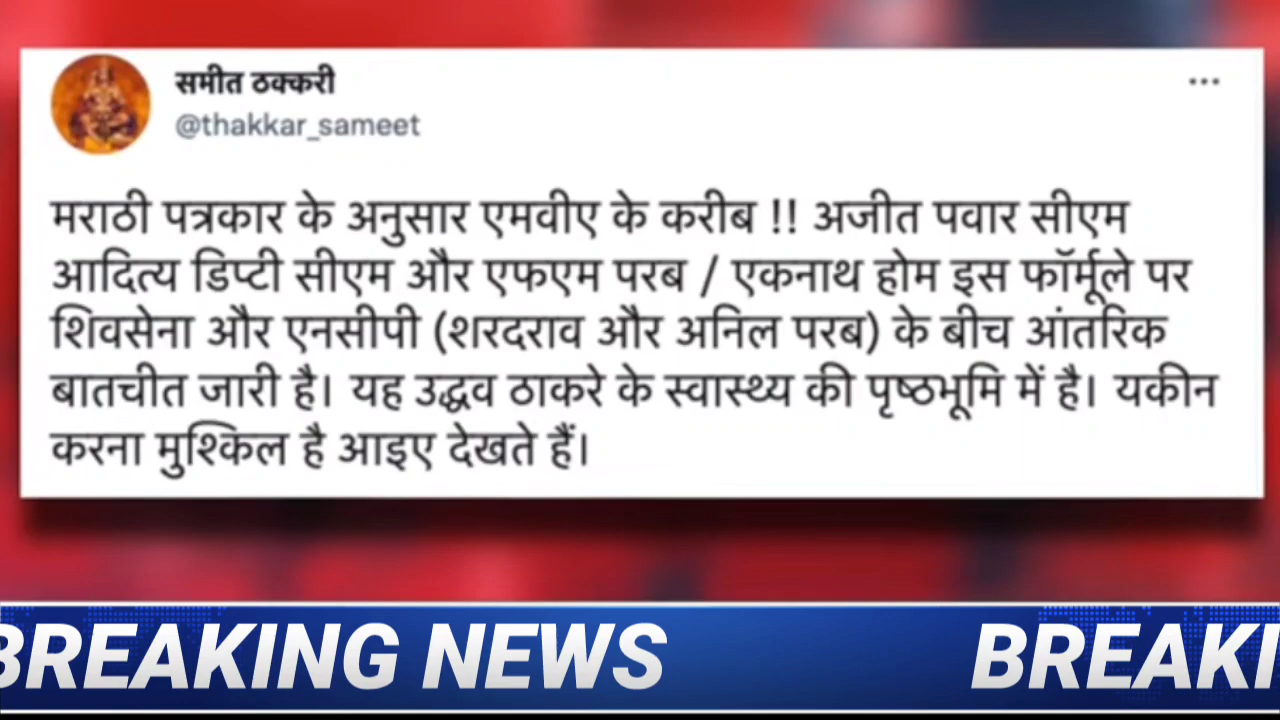 समीत ठक्करी
@thakkar_sameet
मराठी पत्रकार के अनुसार एमवीए के करीब !! अजीत पवार सीएम
आदित्य डिप्टी सीएम और एफएम परब / एकनाथ होम इस फॉर्मूले पर
शिवसेना और एनसीपी (शरदराव और अनिल परब) के बीच आंतरिक
बातचीत जारी है। यह उद्धव ठाकरे के स्वास्थ्य की पृष्ठभूमि में है। यकीन
करना मुश्किल है आइए देखते हैं।
BREAKING NEWS BREAKI